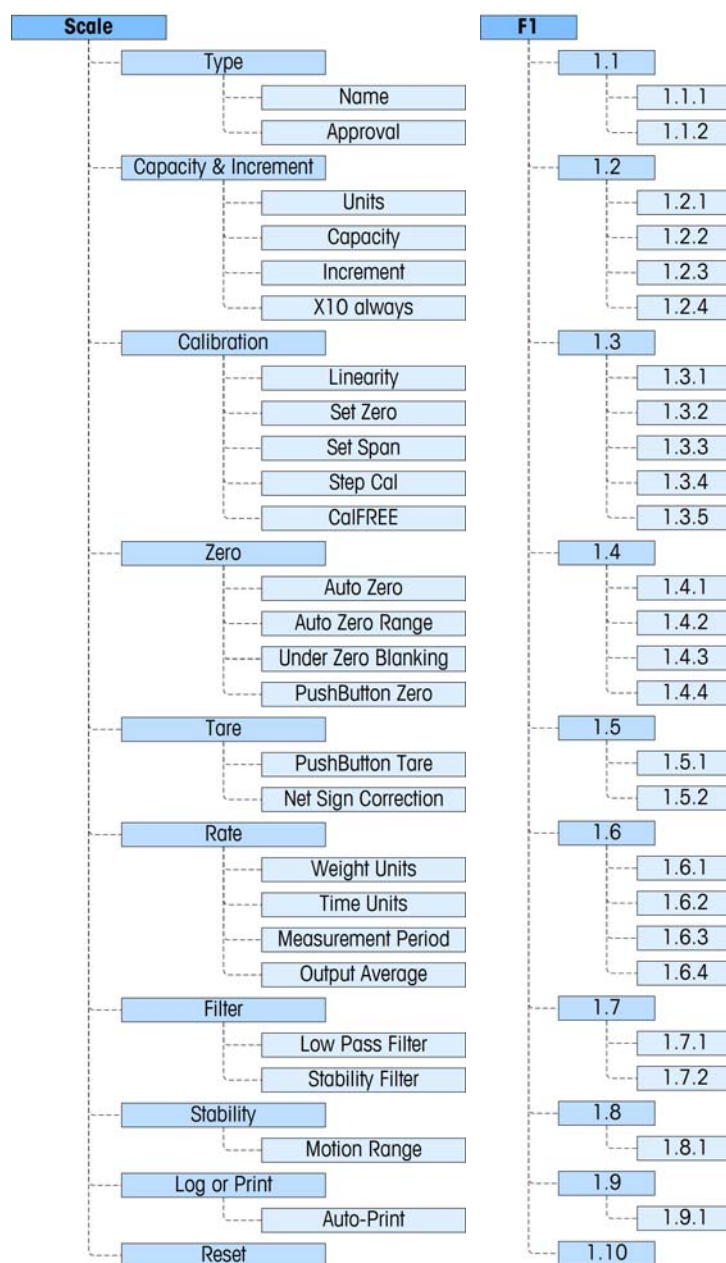 Scale F1
Type 1.1
Name 1.1.1
Approval 1.1.2
Capacity & Increment 1.2
Units 1.2.1
Capacity 1.2.2
Increment 1.2.3
X10 always 1.2.4
Calibration 1.3
Linearity 1.3.1
Set Zero 1.3.2
Set Span 1.3.3
Step Cal 1.3.4
CalFREE 1.3.5
Zero 1.4
Auto Zero 1.4.1
Auto Zero Range 1.4.2
Under Zero Blanking 1.4.3
PushButton Zero 1.4.4
Tare 1.5
PushButton Tare 1.5.1
Net Sign Correction 1.5.2
Rate 1.6
Weight Units 1.6.1
Time Units 1.6.2
Measurement Period 1.6.3
Output Average 1.6.4
Filter 1.7
Low Pass Filter 1.7.1
Stability Filter 1.7.2
Stability 1.8
Motion Range 1.8.1
Log or Print 1.9
Auto-Print 1.9.1
Reset 1.10